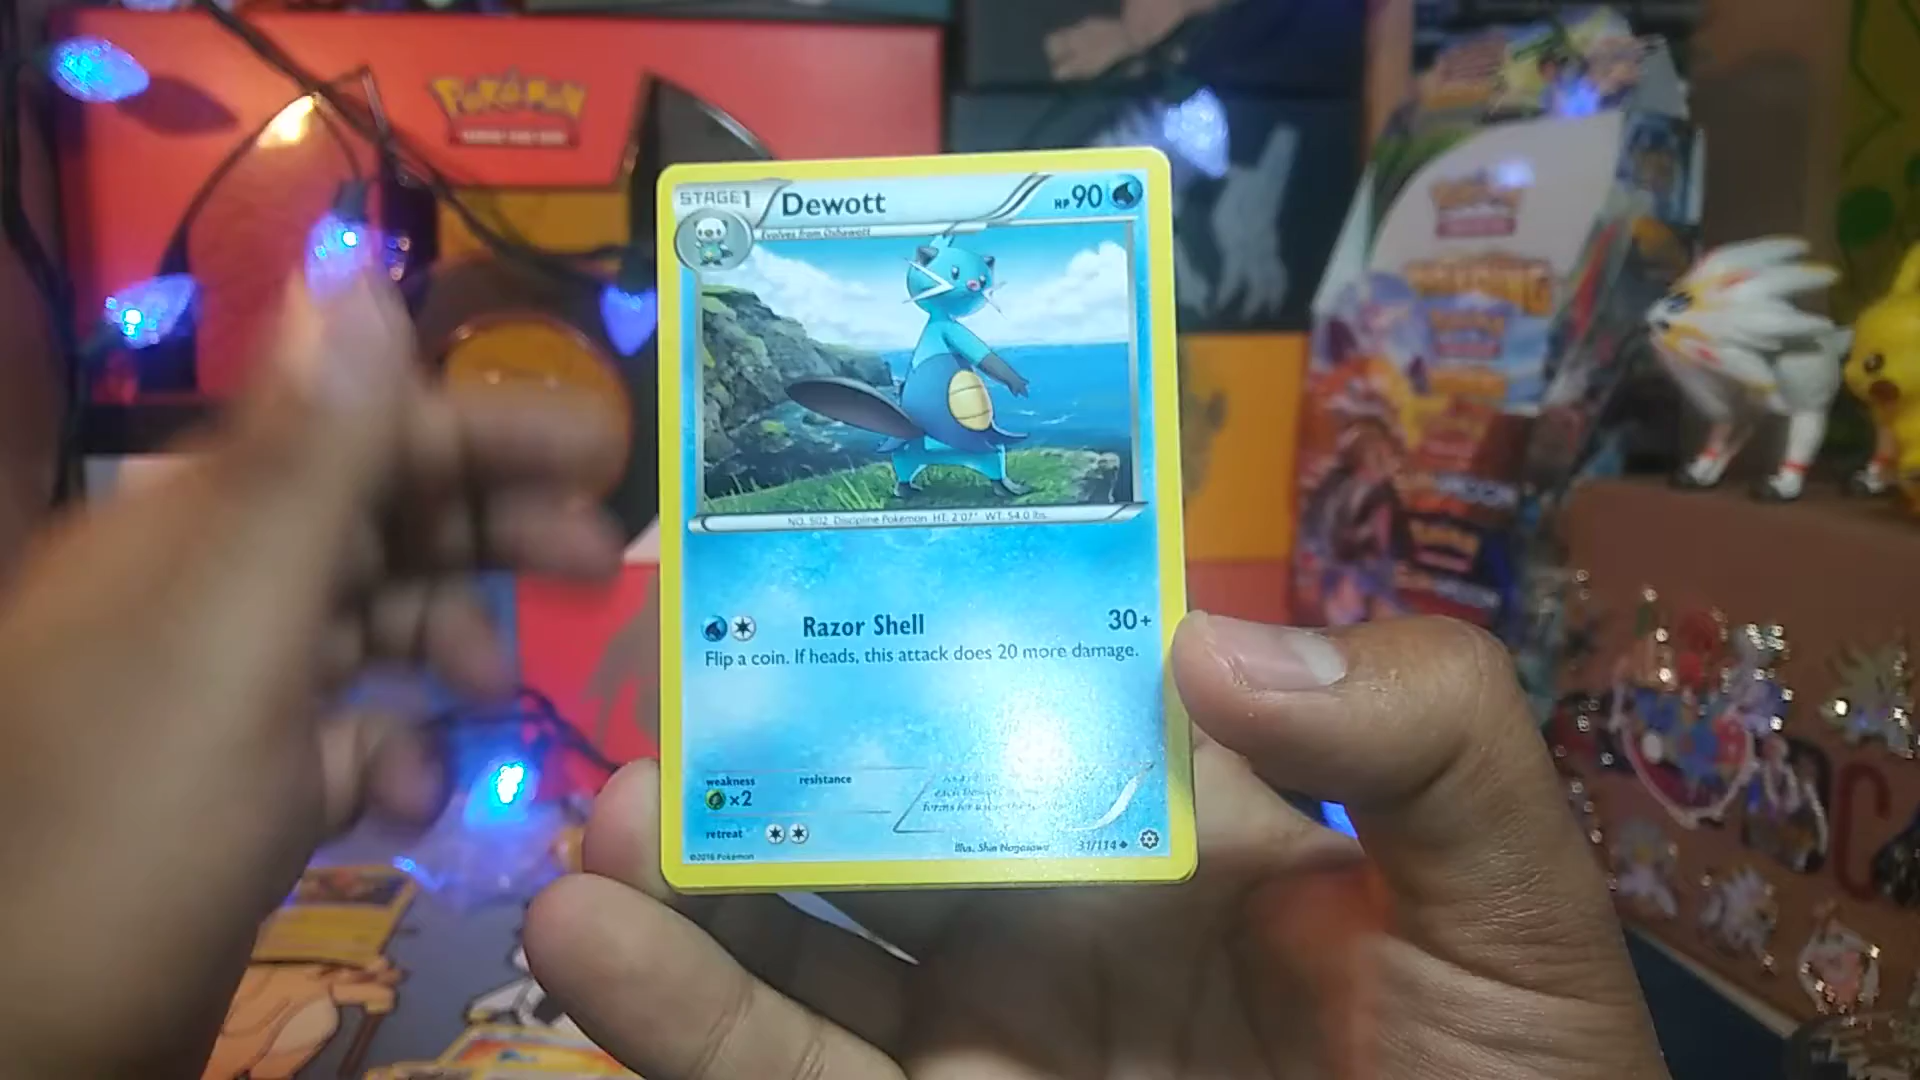 Pokémon
STAGE1
Dewott
HP 90
Evolves from Oshawott
NO. 502 Discipline Pokémon HT: 2'07" WT: 54.0 lbs.
Razor Shell 30+
Flip a coin. If heads, this attack does 20 more damage.
weakness resistance
×2
retreat
©2016 Pokémon
Illus. Shin Nagasawa 31/114